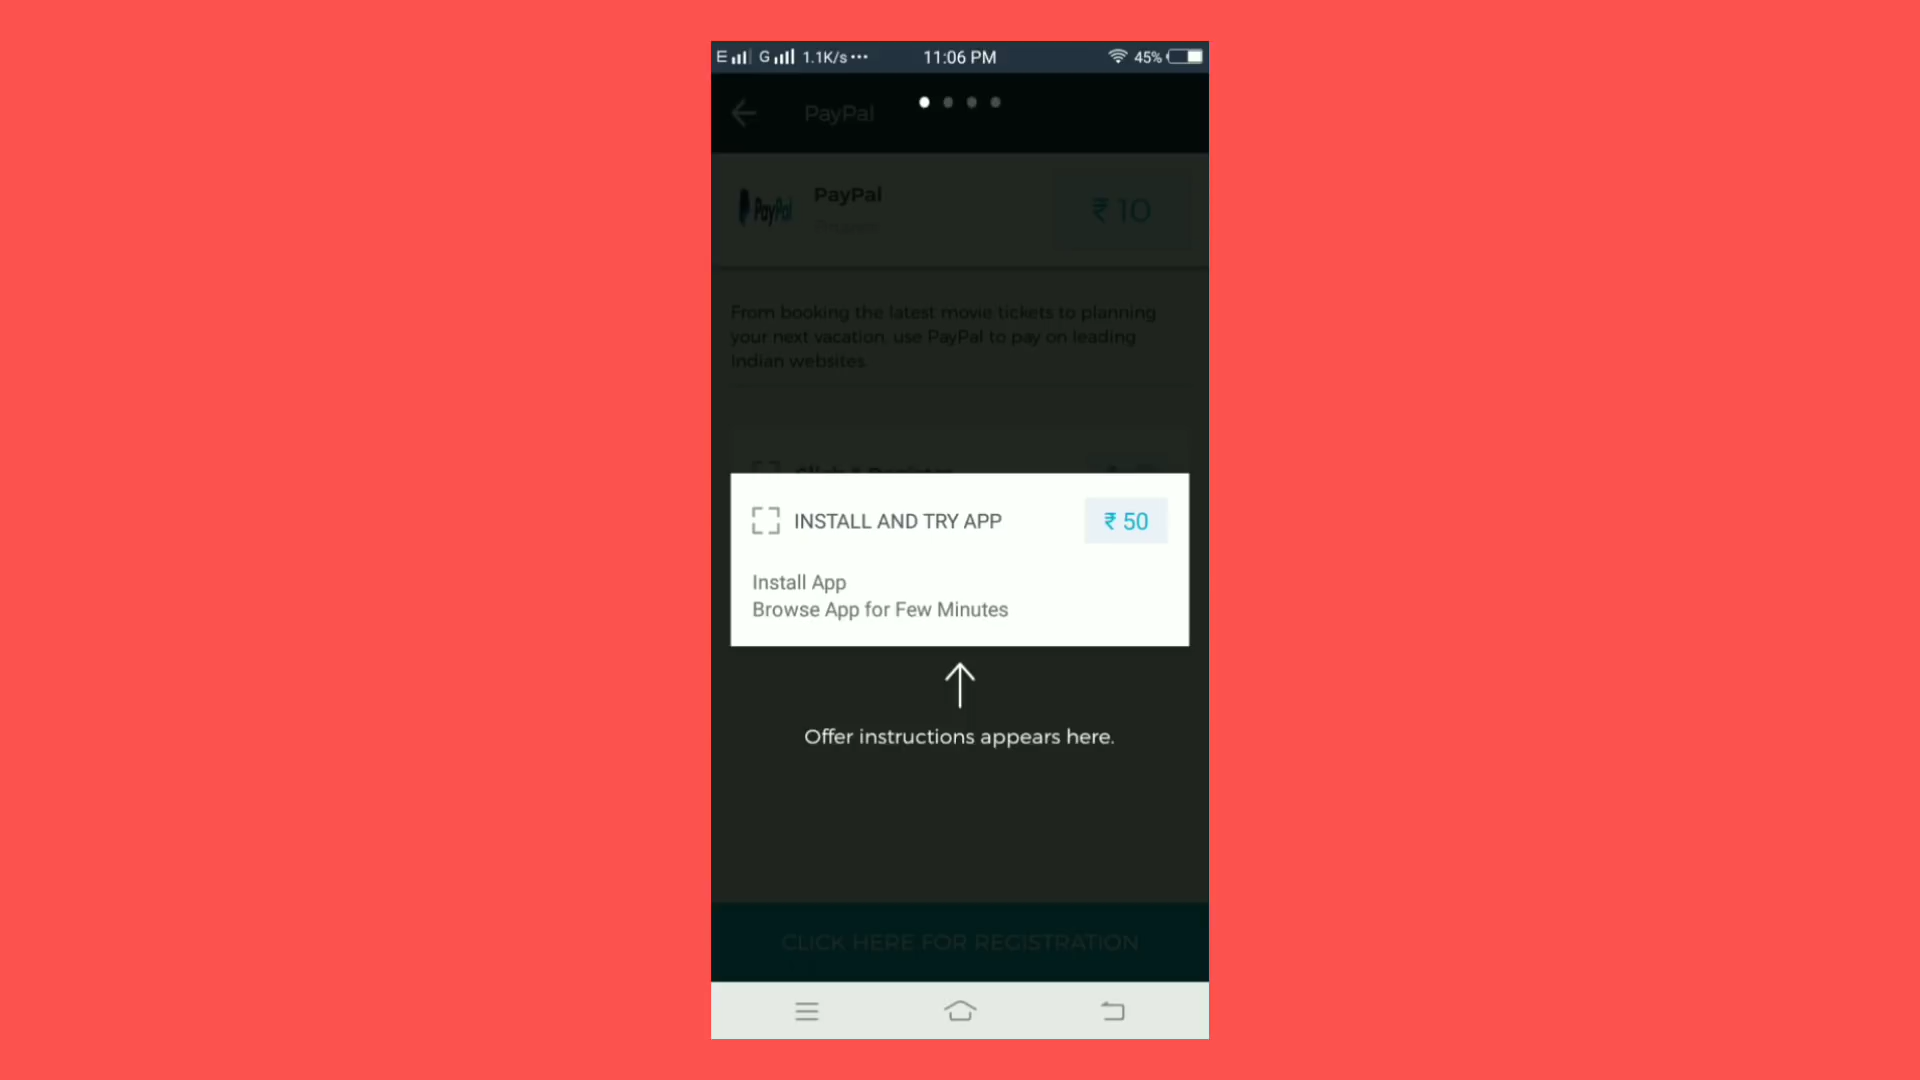 E G 1.1K/s... 11:06 PM 45%
PayPal
PayPal
PayPal
₹ 10
From booking the latest movie tickets to planning
your next vacation, use PayPal to pay on leading
Indian websites.
INSTALL AND TRY APP
₹ 50
Install App
Browse App for Few Minutes
Offer instructions appears here.
CLICK HERE FOR REGISTRATION